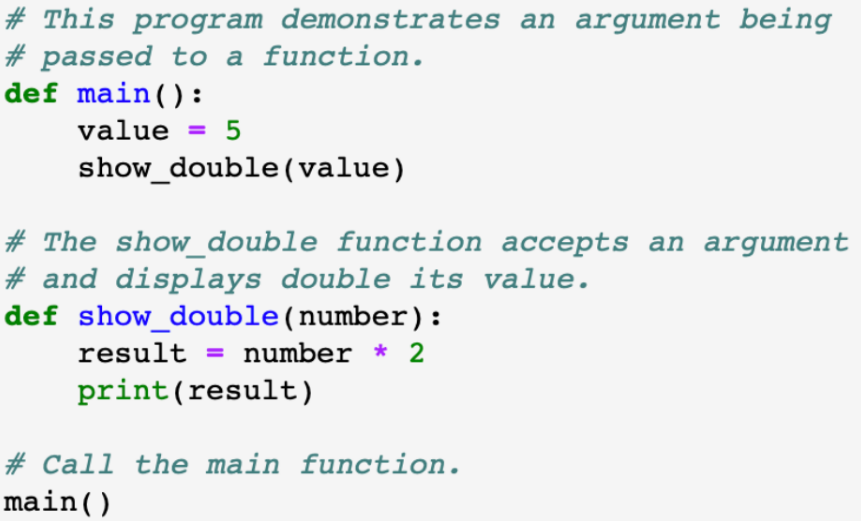 # This program demonstrates an argument being
# passed to a function.
def main():
    value = 5
    show_double(value)

# The show_double function accepts an argument
# and displays double its value.
def show_double(number):
    result = number * 2
    print(result)

# Call the main function.
main()